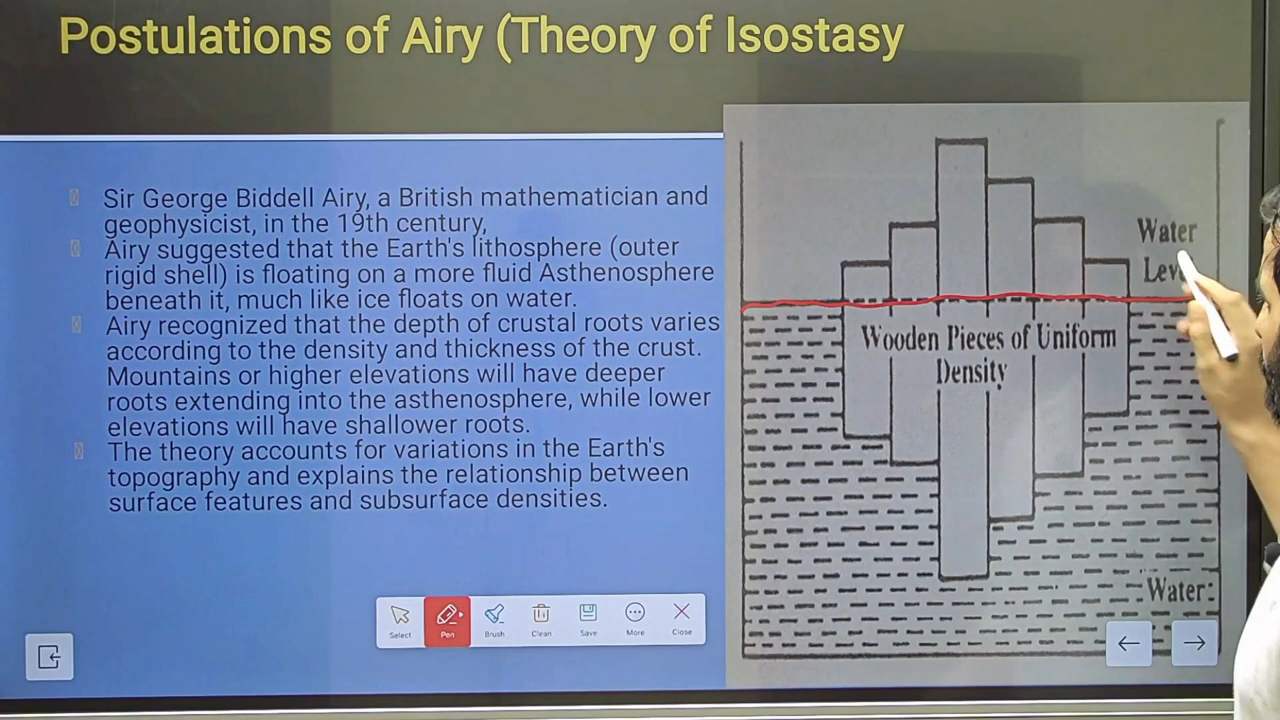 Postulations of Airy (Theory of Isostasy
Sir George Biddell Airy, a British mathematician and
geophysicist, in the 19th century,
Airy suggested that the Earth's lithosphere (outer
rigid shell) is floating on a more fluid Asthenosphere
beneath it, much like ice floats on water.
Airy recognized that the depth of crustal roots varies
according to the density and thickness of the crust.
Mountains or higher elevations will have deeper
roots extending into the asthenosphere, while lower
elevations will have shallower roots.
The theory accounts for variations in the Earth's
topography and explains the relationship between
surface features and subsurface densities.
Water
Wooden Pieces of Uniform
Density
Water
Select
Pen
Brush
Clean
Save
More
Close